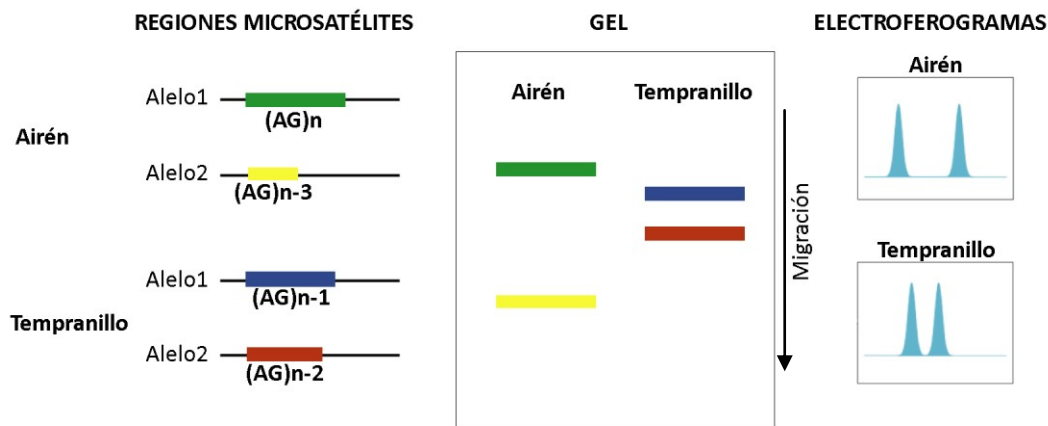 REGIONES MICROSATÉLITES
GEL
ELECTROFEROGRAMAS
Airén
Alelo1
(AG)n
Alelo2
(AG)n-3
Tempranillo
Alelo1
(AG)n-1
Alelo2
(AG)n-2
Airén
Tempranillo
Migración
Airén
Tempranillo